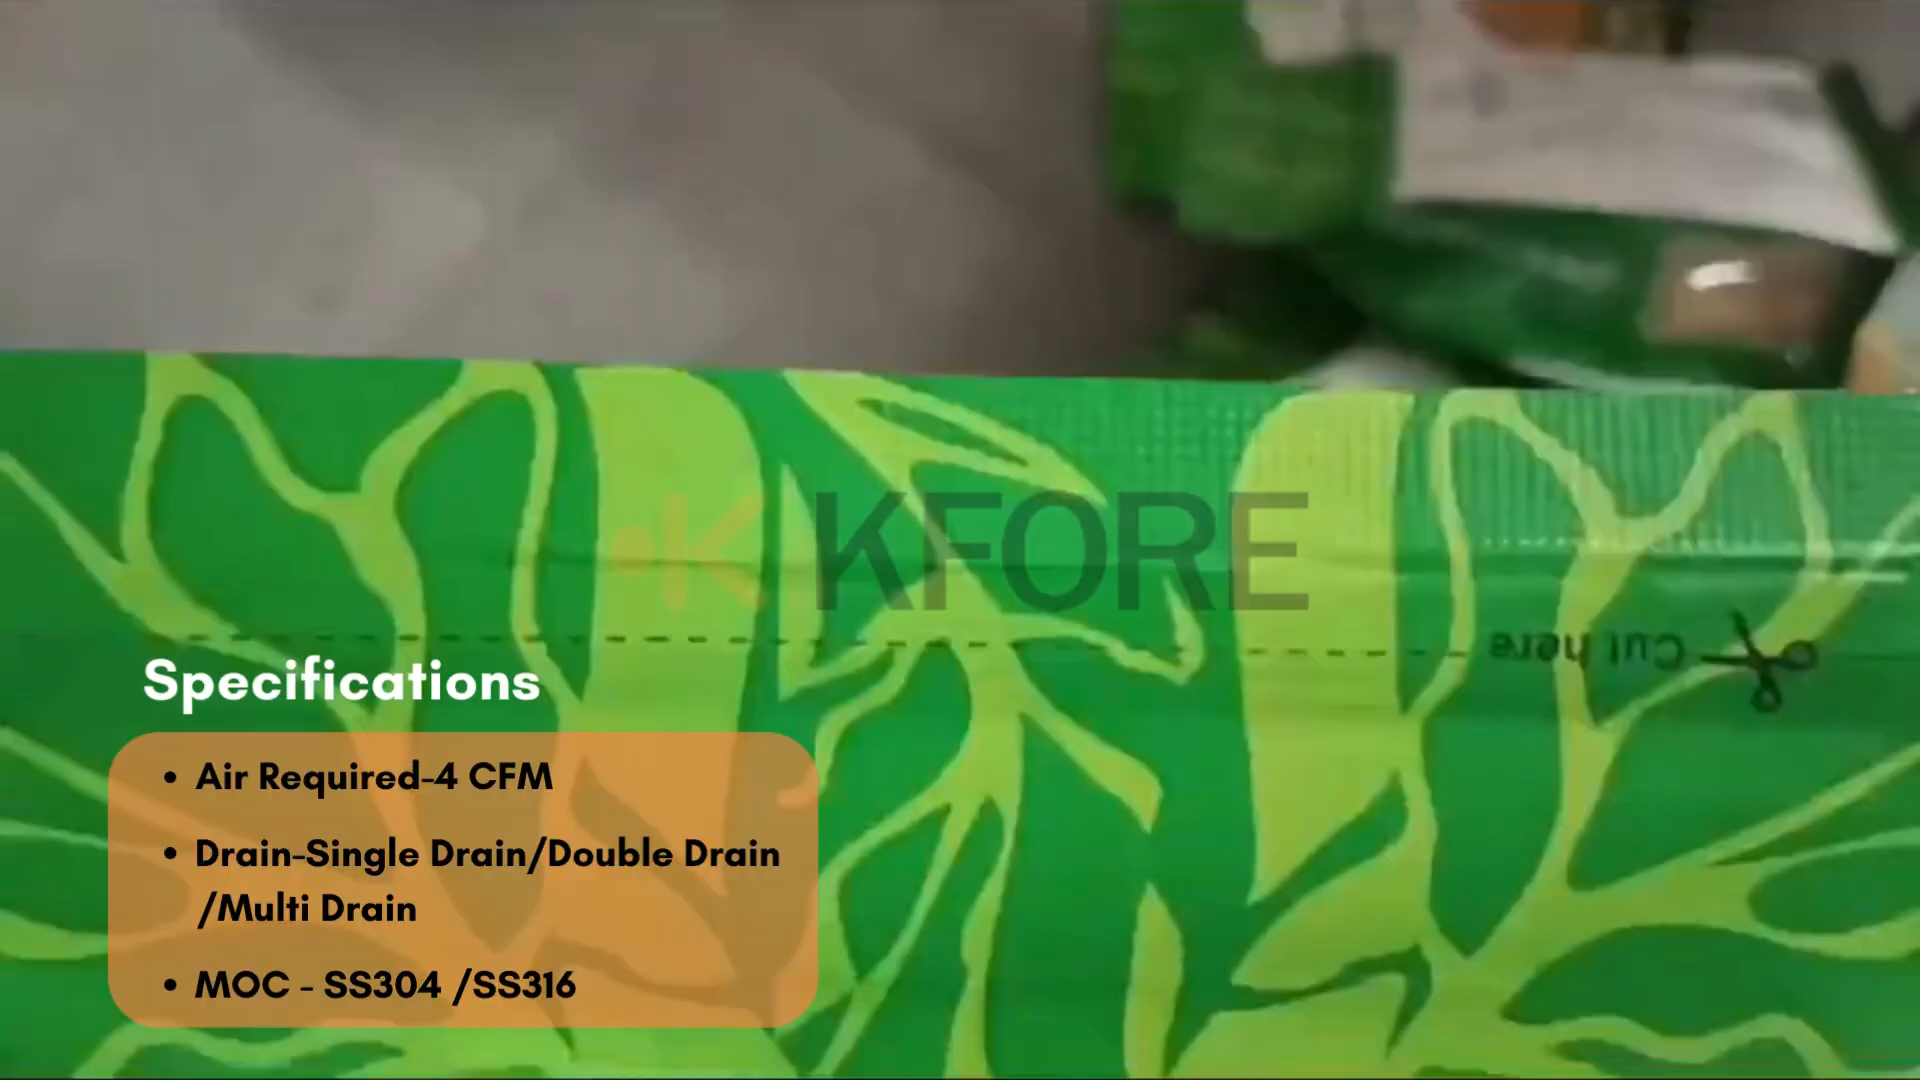 KFORE
Cut here
Specifications
• Air Required-4 CFM
• Drain-Single Drain/Double Drain
/Multi Drain
• MOC - SS304 /SS316